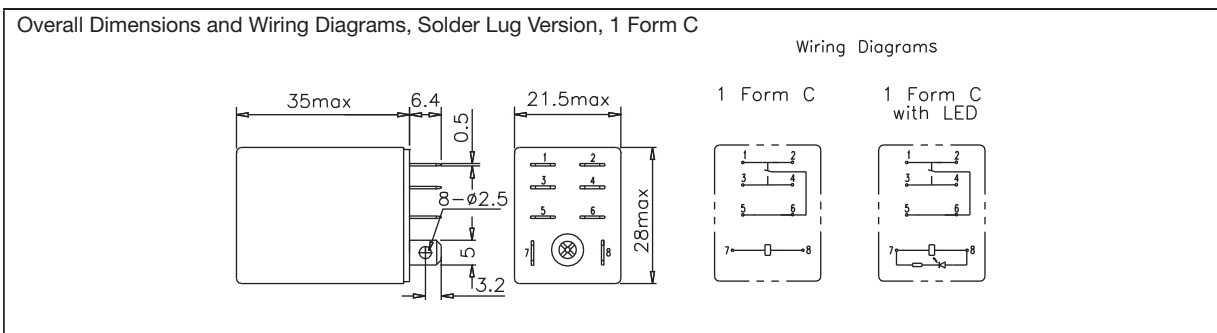 Overall Dimensions and Wiring Diagrams, Solder Lug Version, 1 Form C
Wiring Diagrams
35max 6.4 21.5max
0.5
8-ø2.5
5
3.2
1 2
3 4
5 6
7 8
28max
1 Form C
1 2
3 4
5 6
7 8
1 Form C
with LED
1 2
3 4
5 6
7 8